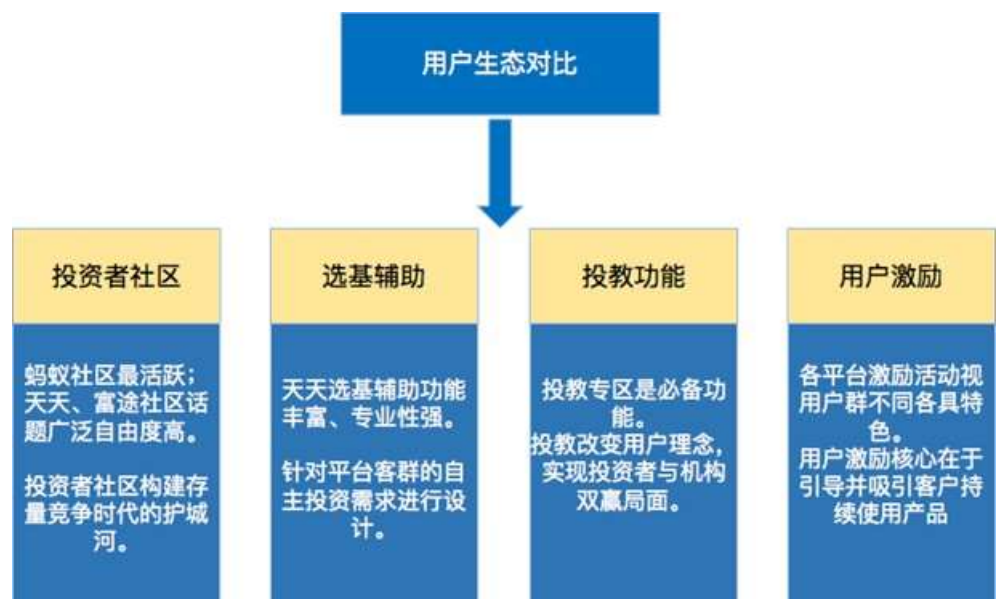 用户生态对比
投资者社区
蚂蚁社区最活跃；
天天、富途社区话
题广泛自由度高。
投资者社区构建存
量竞争时代的护城
河。
选基辅助
天天选基辅助功能
丰富、专业性强。
针对平台客群的自
主投资需求进行设
计。
投教功能
投教专区是必备功
能。
投教改变用户理念，
实现投资者与机构
双赢局面。
用户激励
各平台激励活动视
用户群不同各具特
色。
用户激励核心在于
引导并吸引客户持
续使用产品